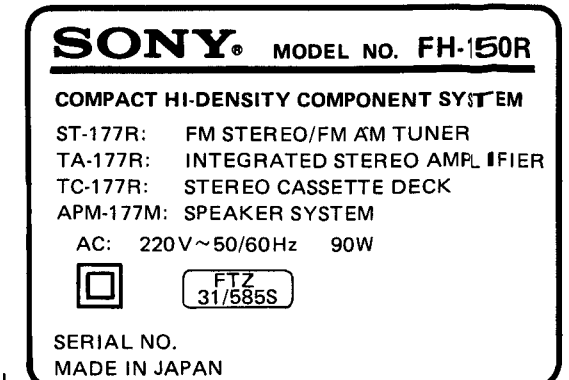 SONY® MODEL NO. FH-150R
COMPACT HI-DENSITY COMPONENT SYSTEM
ST-177R: FM STEREO/FM AM TUNER
TA-177R: INTEGRATED STEREO AMPLIFIER
TC-177R: STEREO CASSETTE DECK
APM-177M: SPEAKER SYSTEM
AC: 220V~50/60Hz 90W
FTZ
31/585S
SERIAL NO.
MADE IN JAPAN